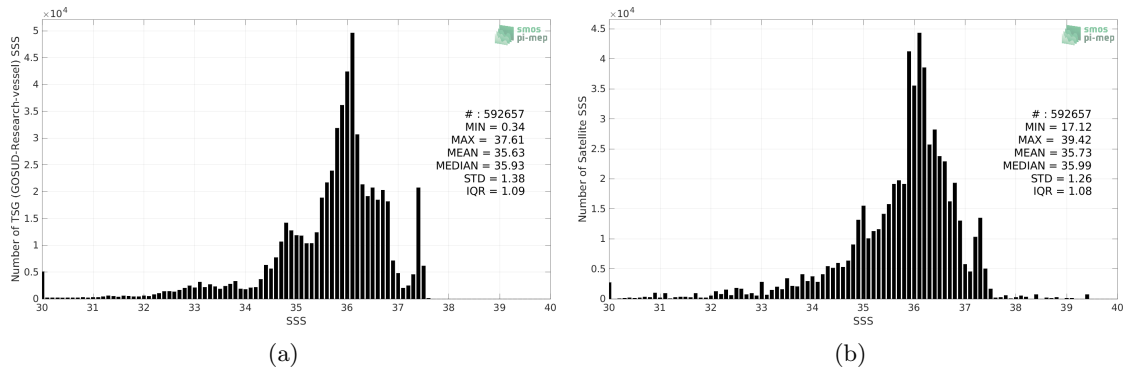 ×10⁴
5
4.5
4
3.5
3
2.5
2
1.5
1
0.5
0
30 31 32 33 34 35 36 37 38 39 40
SSS
Number of TSG (GOSUD-Research-vessel) SSS
smos
pi-mep
# : 592657
MIN = 0.34
MAX = 37.61
MEAN = 35.63
MEDIAN = 35.93
STD = 1.38
IQR = 1.09
(a)
×10⁴
4.5
4
3.5
3
2.5
2
1.5
1
0.5
0
30 31 32 33 34 35 36 37 38 39 40
SSS
Number of Satellite SSS
smos
pi-mep
# : 592657
MIN = 17.12
MAX = 39.42
MEAN = 35.73
MEDIAN = 35.99
STD = 1.26
IQR = 1.08
(b)